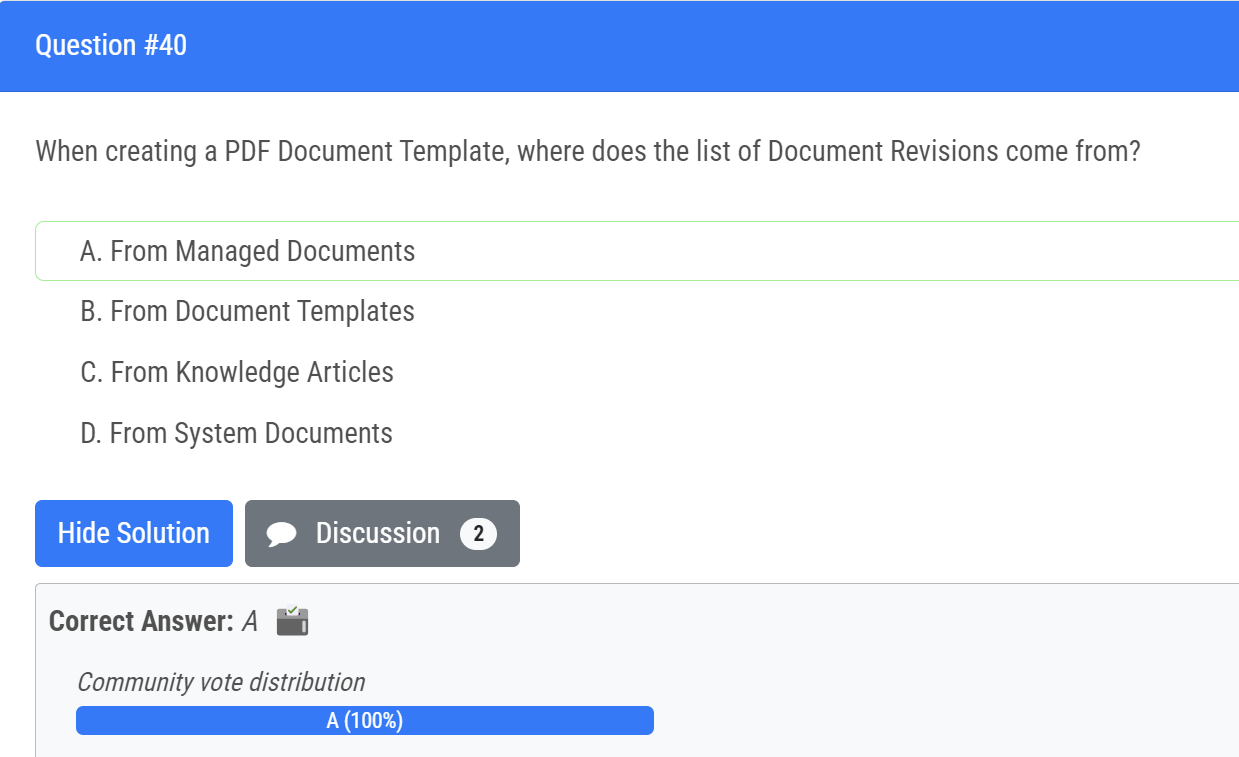 Question #40
When creating a PDF Document Template, where does the list of Document Revisions come from?
A. From Managed Documents
B. From Document Templates
C. From Knowledge Articles
D. From System Documents
Hide Solution
Discussion 2
Correct Answer: A
Community vote distribution
A (100%)